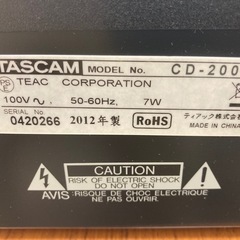 TASCAM MODEL No. CD-200
PSE TEAC CORPORATION ティアック株式会社
100V～, 50-60Hz, 7W MADE IN CHINA
SERIAL No.
0420266 2012年製 RoHS
CAUTION
RISK OF ELECTRIC SHOCK
DO NOT OPEN
AVIS: RISQUE DE CHOC ELECTRIQUE
NE PAS OUVRIR